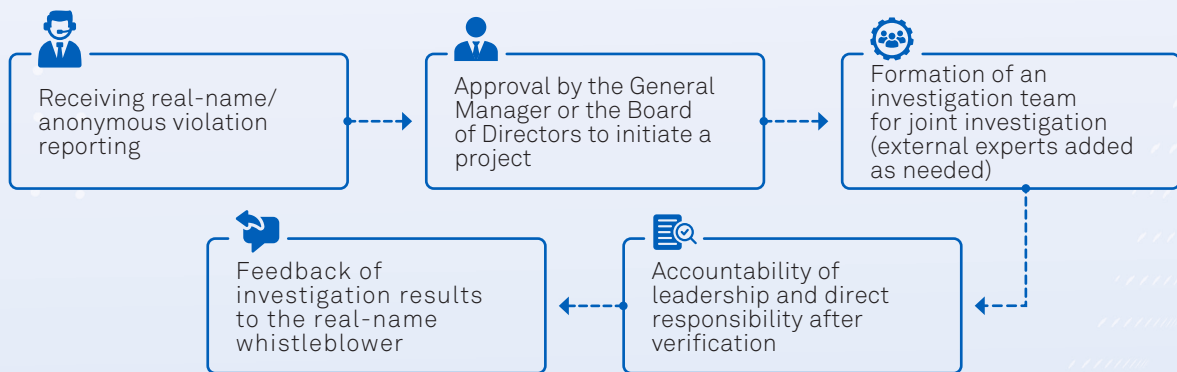 Receiving real-name/
anonymous violation
reporting
Approval by the General
Manager or the Board
of Directors to initiate a
project
Formation of an
investigation team
for joint investigation
(external experts added
as needed)
Accountability of
leadership and direct
responsibility after
verification
Feedback of
investigation results
to the real-name
whistleblower